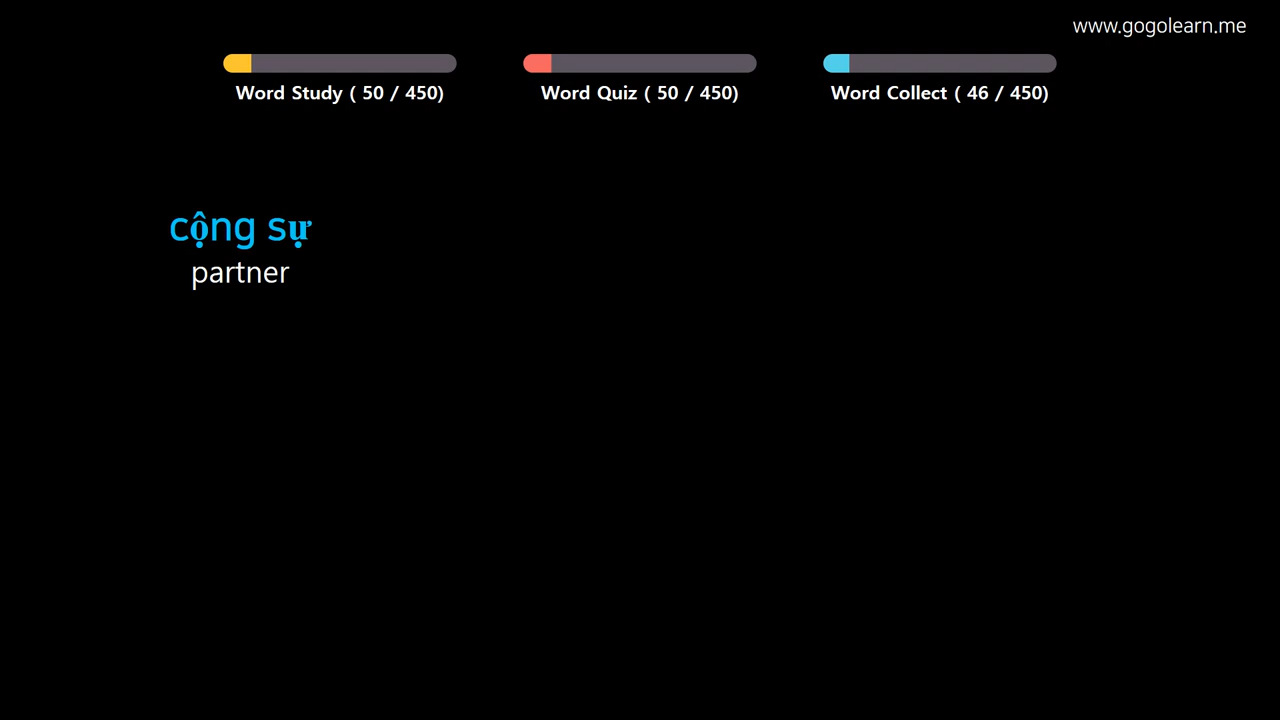 www.gogolearn.me
Word Study ( 50 / 450)
Word Quiz ( 50 / 450)
Word Collect ( 46 / 450)
cộng sự
partner